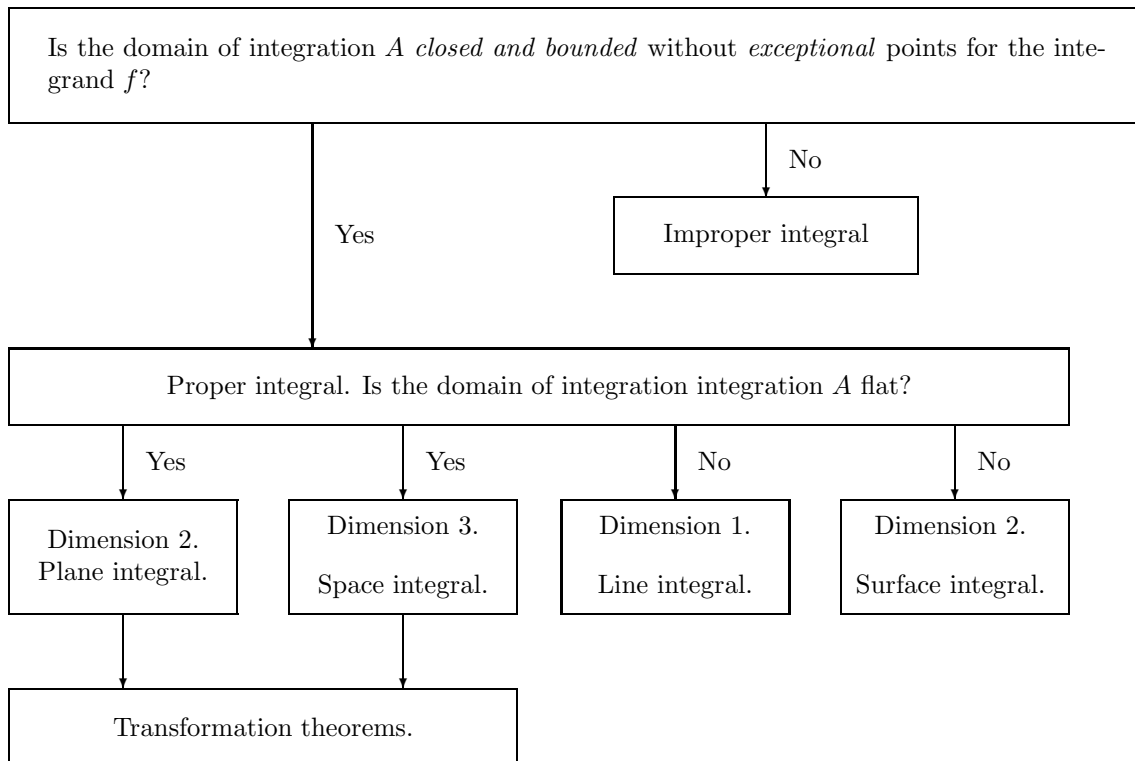 Is the domain of integration A closed and bounded without exceptional points for the inte-
grand f?
No
Improper integral
Yes
Proper integral. Is the domain of integration integration A flat?
Yes
Yes
No
No
Dimension 2.
Plane integral.
Dimension 3.
Space integral.
Dimension 1.
Line integral.
Dimension 2.
Surface integral.
Transformation theorems.